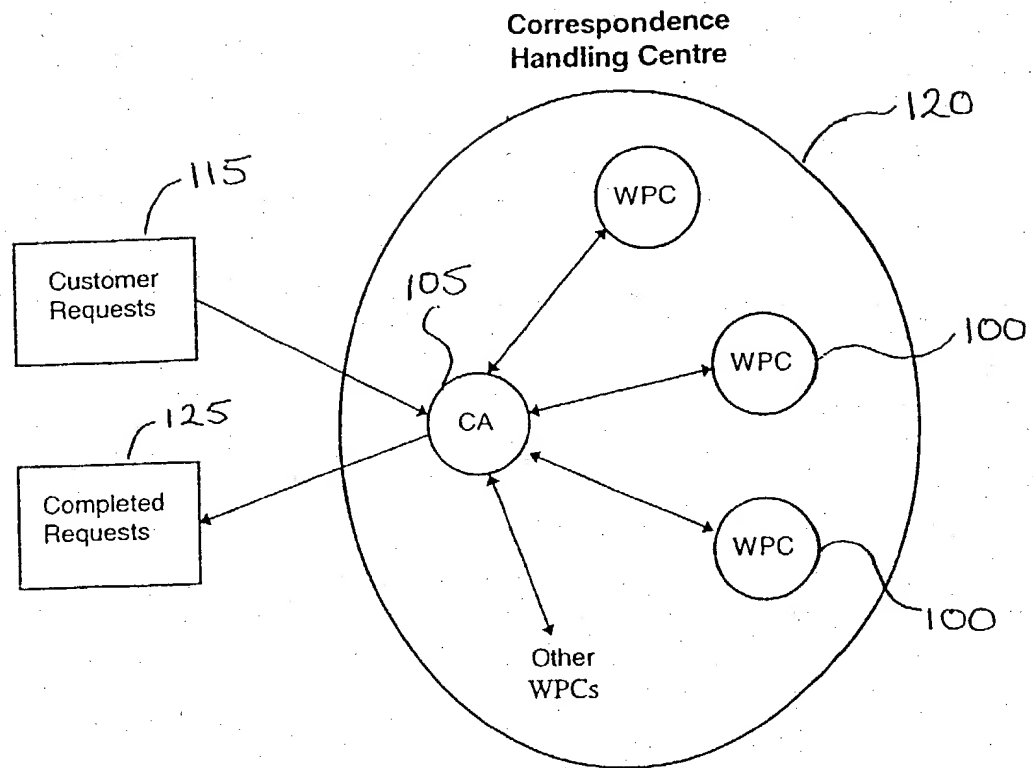 Correspondence
Handling Centre
120
115
WPC
Customer
Requests
105
100
WPC
CA
125
Completed
Requests
WPC
100
Other
WPCs